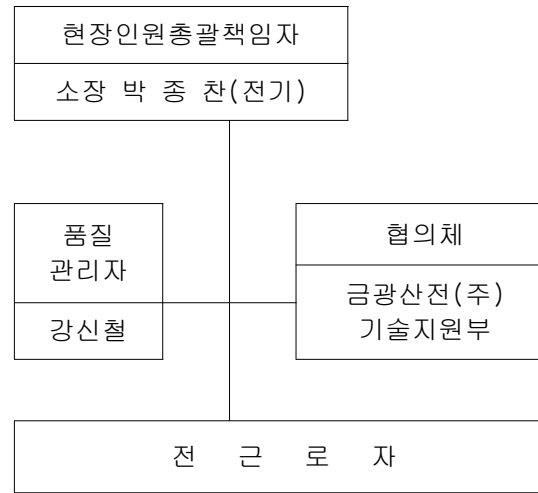 현장인원총괄책임자
소장 박 종 찬(전기)
품질
관리자
강신철
협의체
금광산전(주)
기술지원부
전 근 로 자